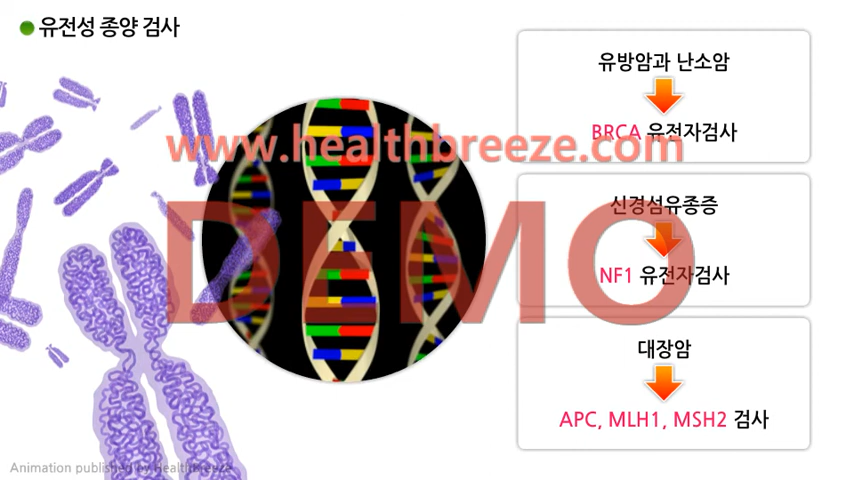 유전성 종양 검사
유방암과 난소암
BRCA 유전자검사
www.healthbreeze.com
신경섬유종증
DEMO
NF1 유전자검사
대장암
APC, MLH1, MSH2 검사
Animation published by Healthbreeze